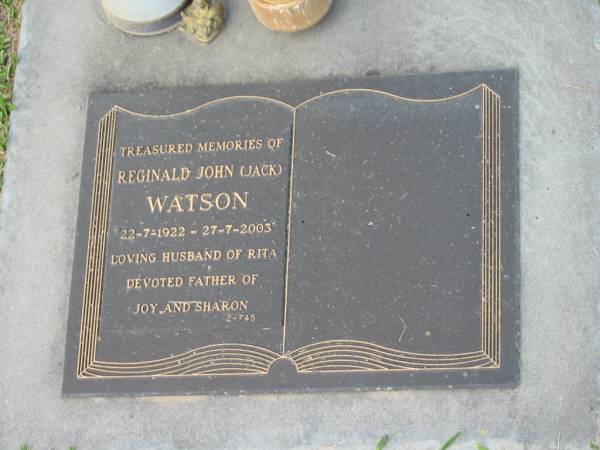 TREASURED MEMORIES OF
REGINALD JOHN (JACK)
WATSON
22-7-1922 - 27-7-2003
LOVING HUSBAND OF RITA
DEVOTED FATHER OF
JOY AND SHARON
2-745